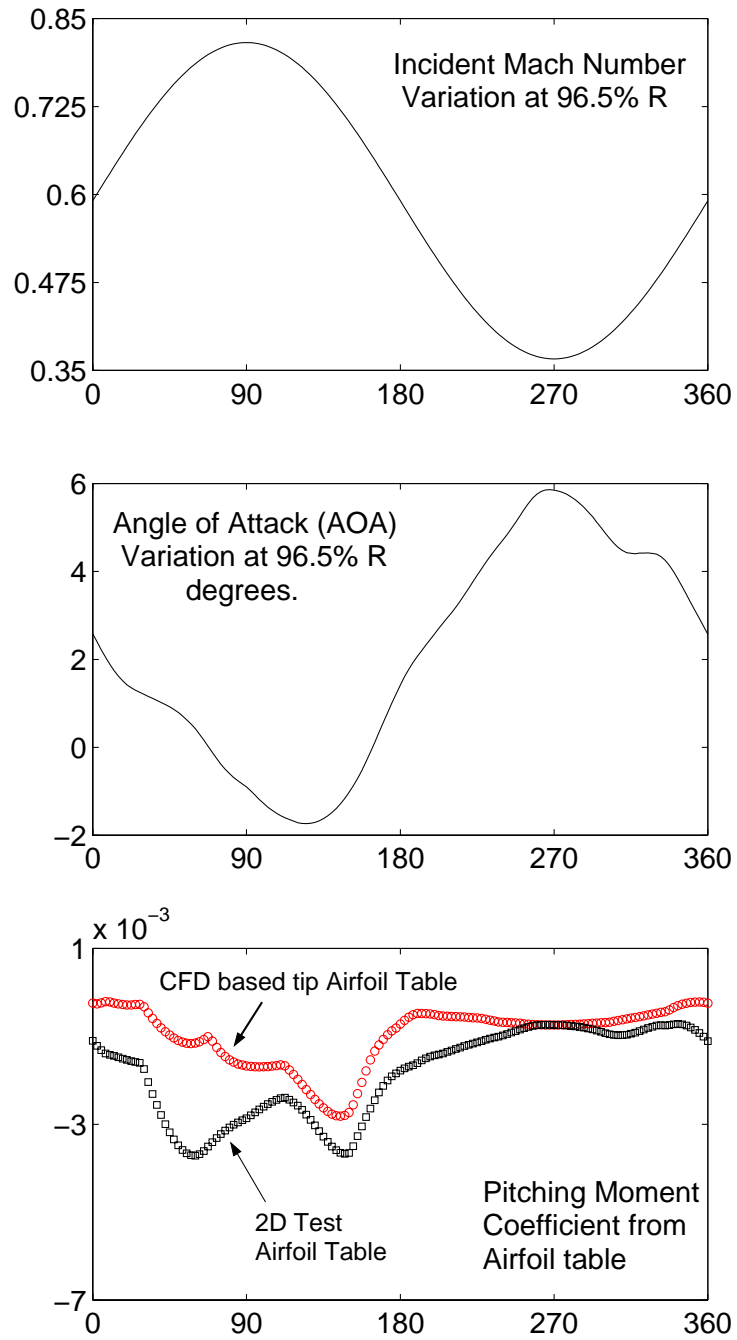 0.85
0.725
0.6
0.475
0.35
Incident Mach Number
Variation at 96.5% R
0 90 180 270 360
6
4
2
0
−2
Angle of Attack (AOA)
Variation at 96.5% R
degrees.
0 90 180 270 360
x 10⁻³
1
−3
−7
CFD based tip Airfoil Table
2D Test
Airfoil Table
Pitching Moment
Coefficient from
Airfoil table
0 90 180 270 360